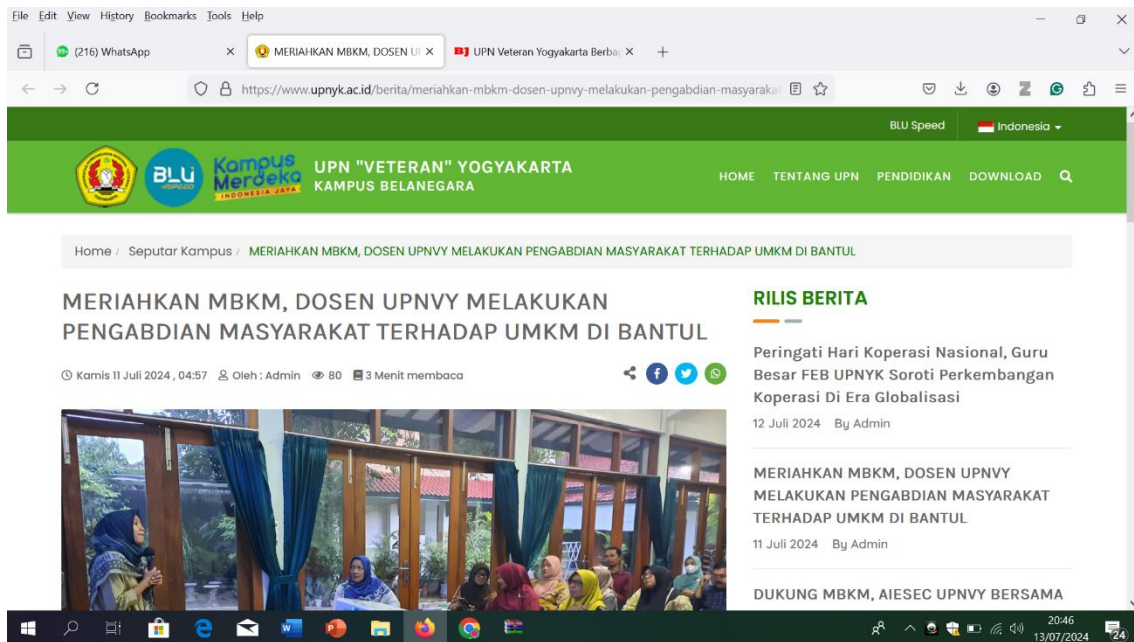 File Edit View History Bookmarks Tools Help
(216) WhatsApp
MERIAHKAN MBKM, DOSEN U
UPN Veteran Yogyakarta Berbag
https://www.upnyk.ac.id/berita/meriahkan-mbkm-dosen-upnvy-melakukan-pengabdian-masyarakat
BLU Speed Indonesia
BLU SPEED
Kampus Merdeka INDONESIA JAYA
UPN "VETERAN" YOGYAKARTA
KAMPUS BELANEGARA
HOME TENTANG UPN PENDIDIKAN DOWNLOAD
Home / Seputar Kampus / MERIAHKAN MBKM, DOSEN UPNVY MELAKUKAN PENGABDIAN MASYARAKAT TERHADAP UMKM DI BANTUL
MERIAHKAN MBKM, DOSEN UPNVY MELAKUKAN
PENGABDIAN MASYARAKAT TERHADAP UMKM DI BANTUL
Kamis 11 Juli 2024 , 04:57 Oleh : Admin 80 3 Menit membaca
RILIS BERITA
Peringati Hari Koperasi Nasional, Guru
Besar FEB UPNYK Soroti Perkembangan
Koperasi Di Era Globalisasi
12 Juli 2024 By Admin
MERIAHKAN MBKM, DOSEN UPNVY
MELAKUKAN PENGABDIAN MASYARAKAT
TERHADAP UMKM DI BANTUL
11 Juli 2024 By Admin
DUKUNG MBKM, AIESEC UPNVY BERSAMA
20:46
13/07/2024
24